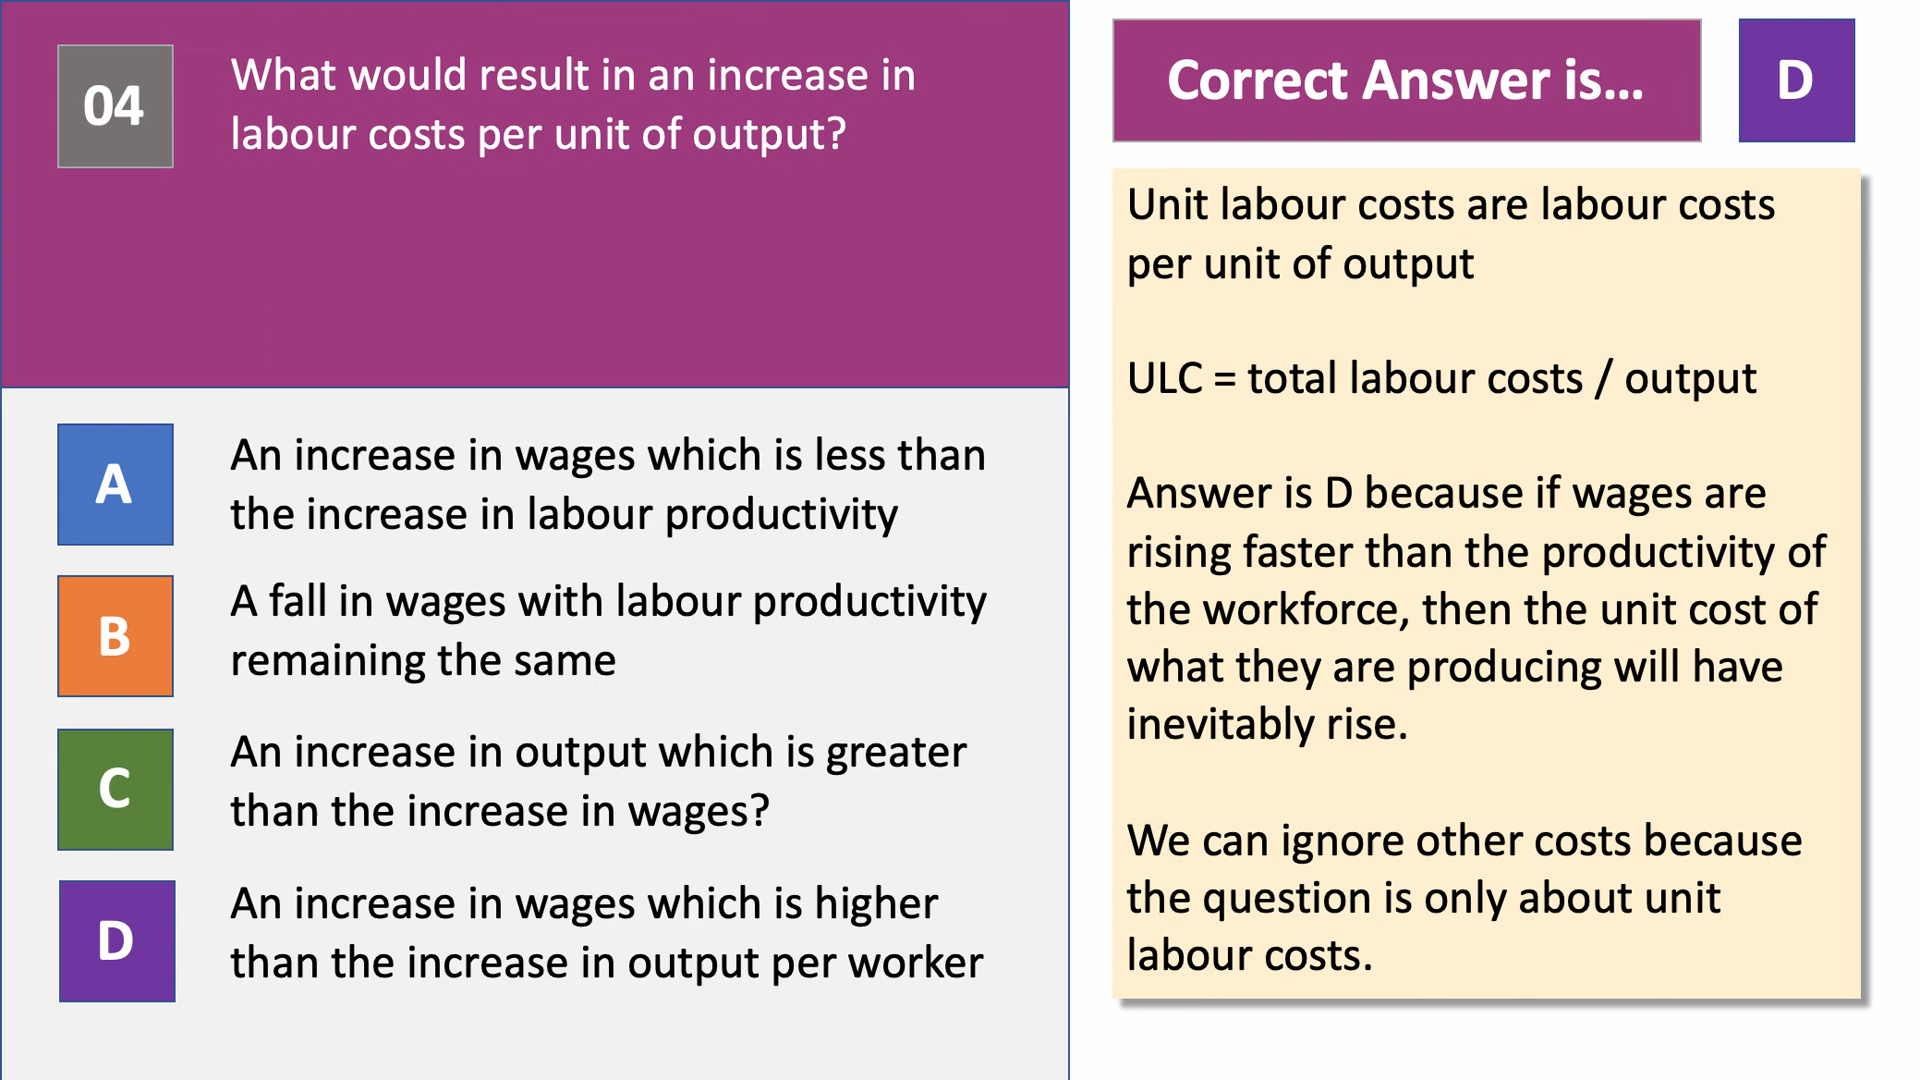 04
What would result in an increase in
labour costs per unit of output?
A
An increase in wages which is less than
the increase in labour productivity
B
A fall in wages with labour productivity
remaining the same
C
An increase in output which is greater
than the increase in wages?
D
An increase in wages which is higher
than the increase in output per worker
Correct Answer is...
D
Unit labour costs are labour costs
per unit of output
ULC = total labour costs / output
Answer is D because if wages are
rising faster than the productivity of
the workforce, then the unit cost of
what they are producing will have
inevitably rise.
We can ignore other costs because
the question is only about unit
labour costs.